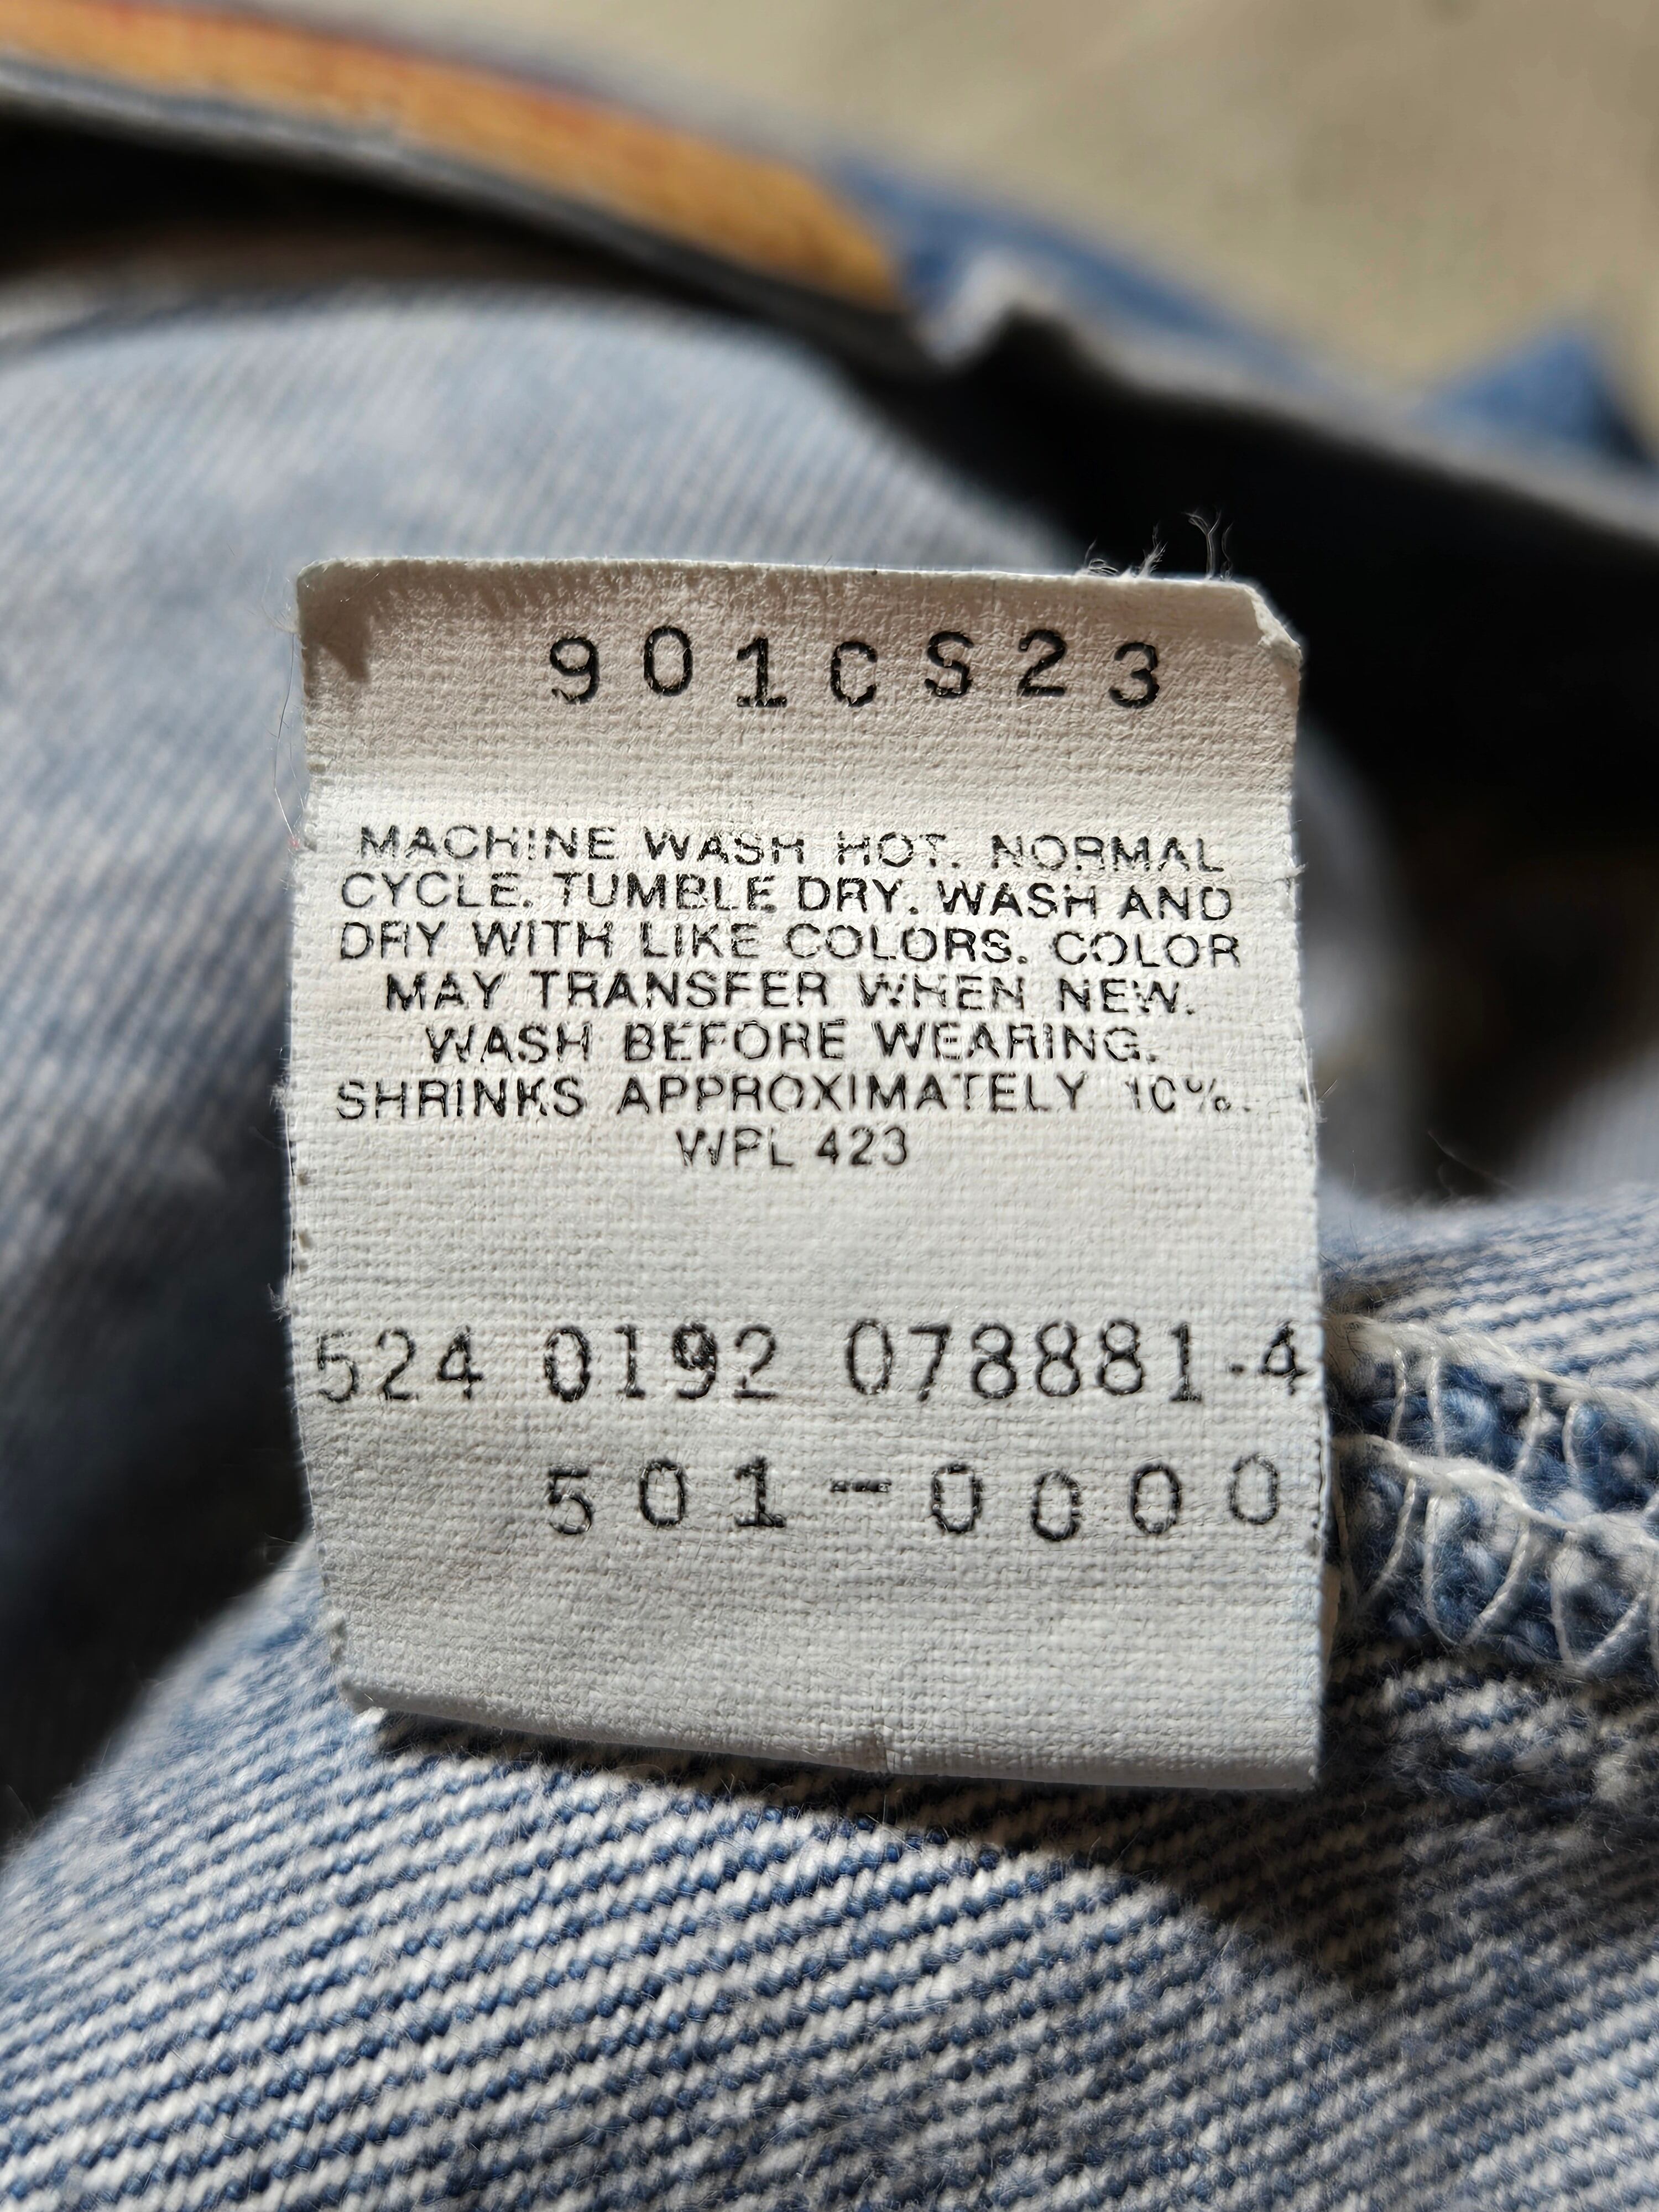 901CS23
MACHINE WASH HOT. NORMAL
CYCLE. TUMBLE DRY. WASH AND
DRY WITH LIKE COLORS. COLOR
MAY TRANSFER WHEN NEW.
WASH BEFORE WEARING.
SHRINKS APPROXIMATELY 10%.
WPL 423
524 0192 078881-4
501-0000